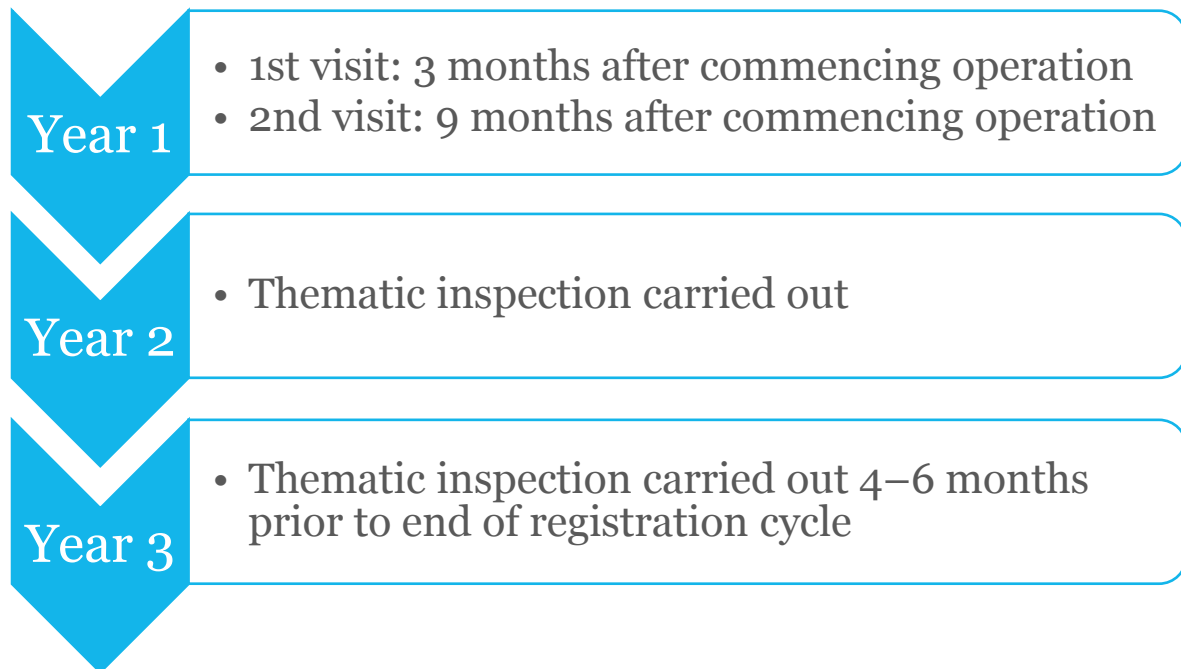 Year 1
• 1st visit: 3 months after commencing operation
• 2nd visit: 9 months after commencing operation
Year 2
• Thematic inspection carried out
Year 3
• Thematic inspection carried out 4–6 months
prior to end of registration cycle